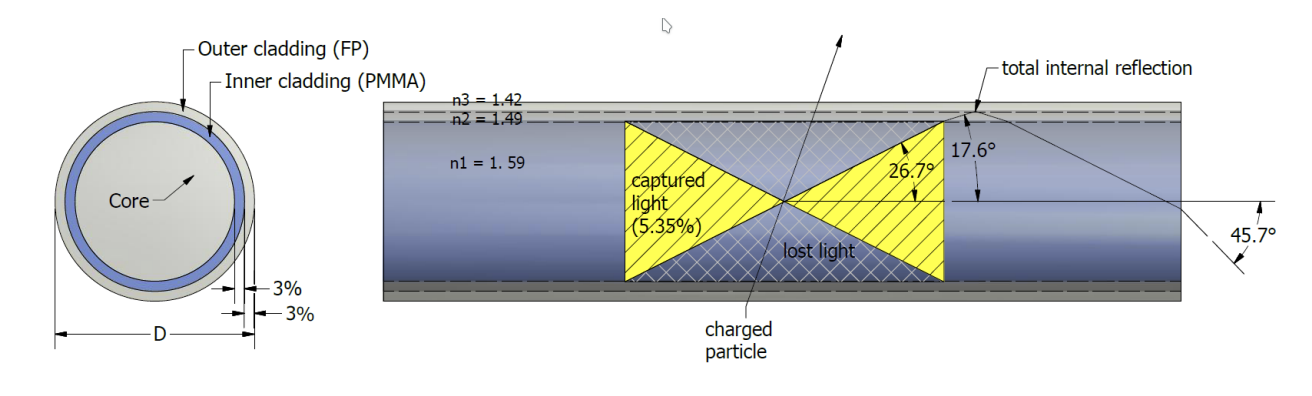 Outer cladding (FP)
Inner cladding (PMMA)
Core
3%
3%
D
n3 = 1.42
n2 = 1.49
n1 = 1. 59
captured
light
(5.35%)
lost light
charged
particle
total internal reflection
26.7°
17.6°
45.7°